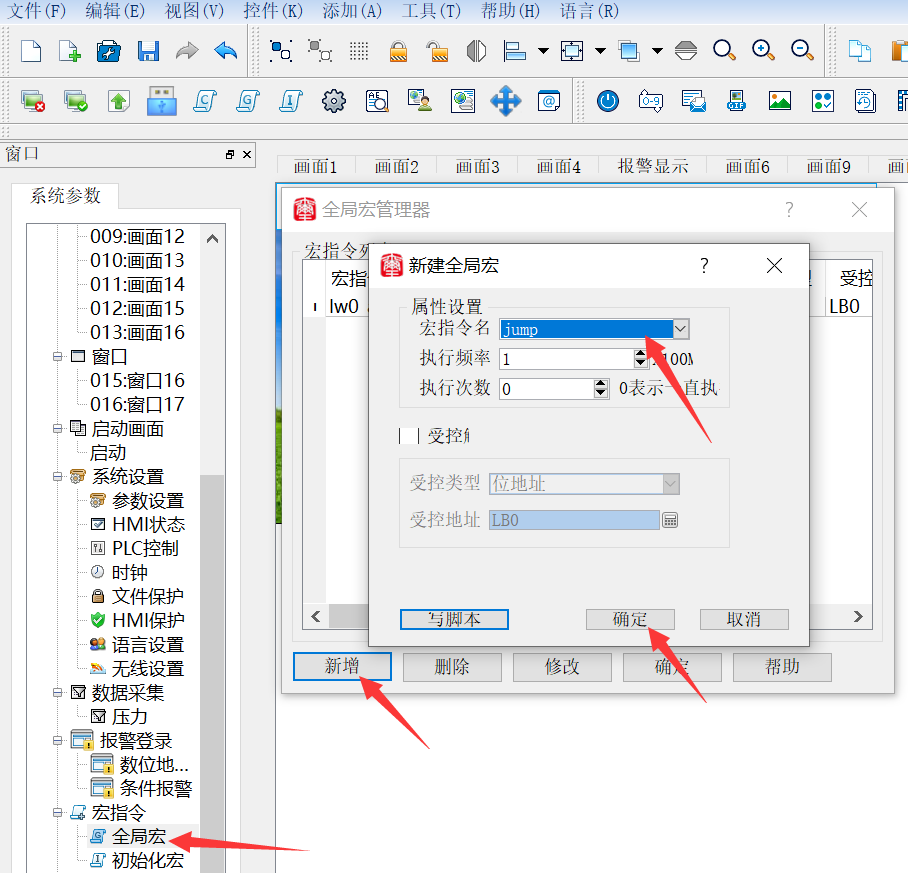 文件(F) 编辑(E) 视图(V) 控件(K) 添加(A) 工具(T) 帮助(H) 语言(R)
窗口
画面1 画面2 画面3 画面4 报警显示 画面6 画面9
系统参数
009:画面12
010:画面13
011:画面14
012:画面15
013:画面16
窗口
015:窗口16
016:窗口17
启动画面
启动
系统设置
参数设置
HMI状态
PLC控制
时钟
文件保护
HMI保护
语言设置
无线设置
数据采集
压力
报警登录
数位地...
条件报警
宏指令
全局宏
初始化宏
全局宏管理器
宏指令列
宏指 受控
lw0 LB0
新建全局宏
属性设置
宏指令名 jump
执行频率 1 100M
执行次数 0 0表示一直执
受控
受控类型 位地址
受控地址 LB0
写脚本 确定 取消
新增 删除 修改 确定 帮助